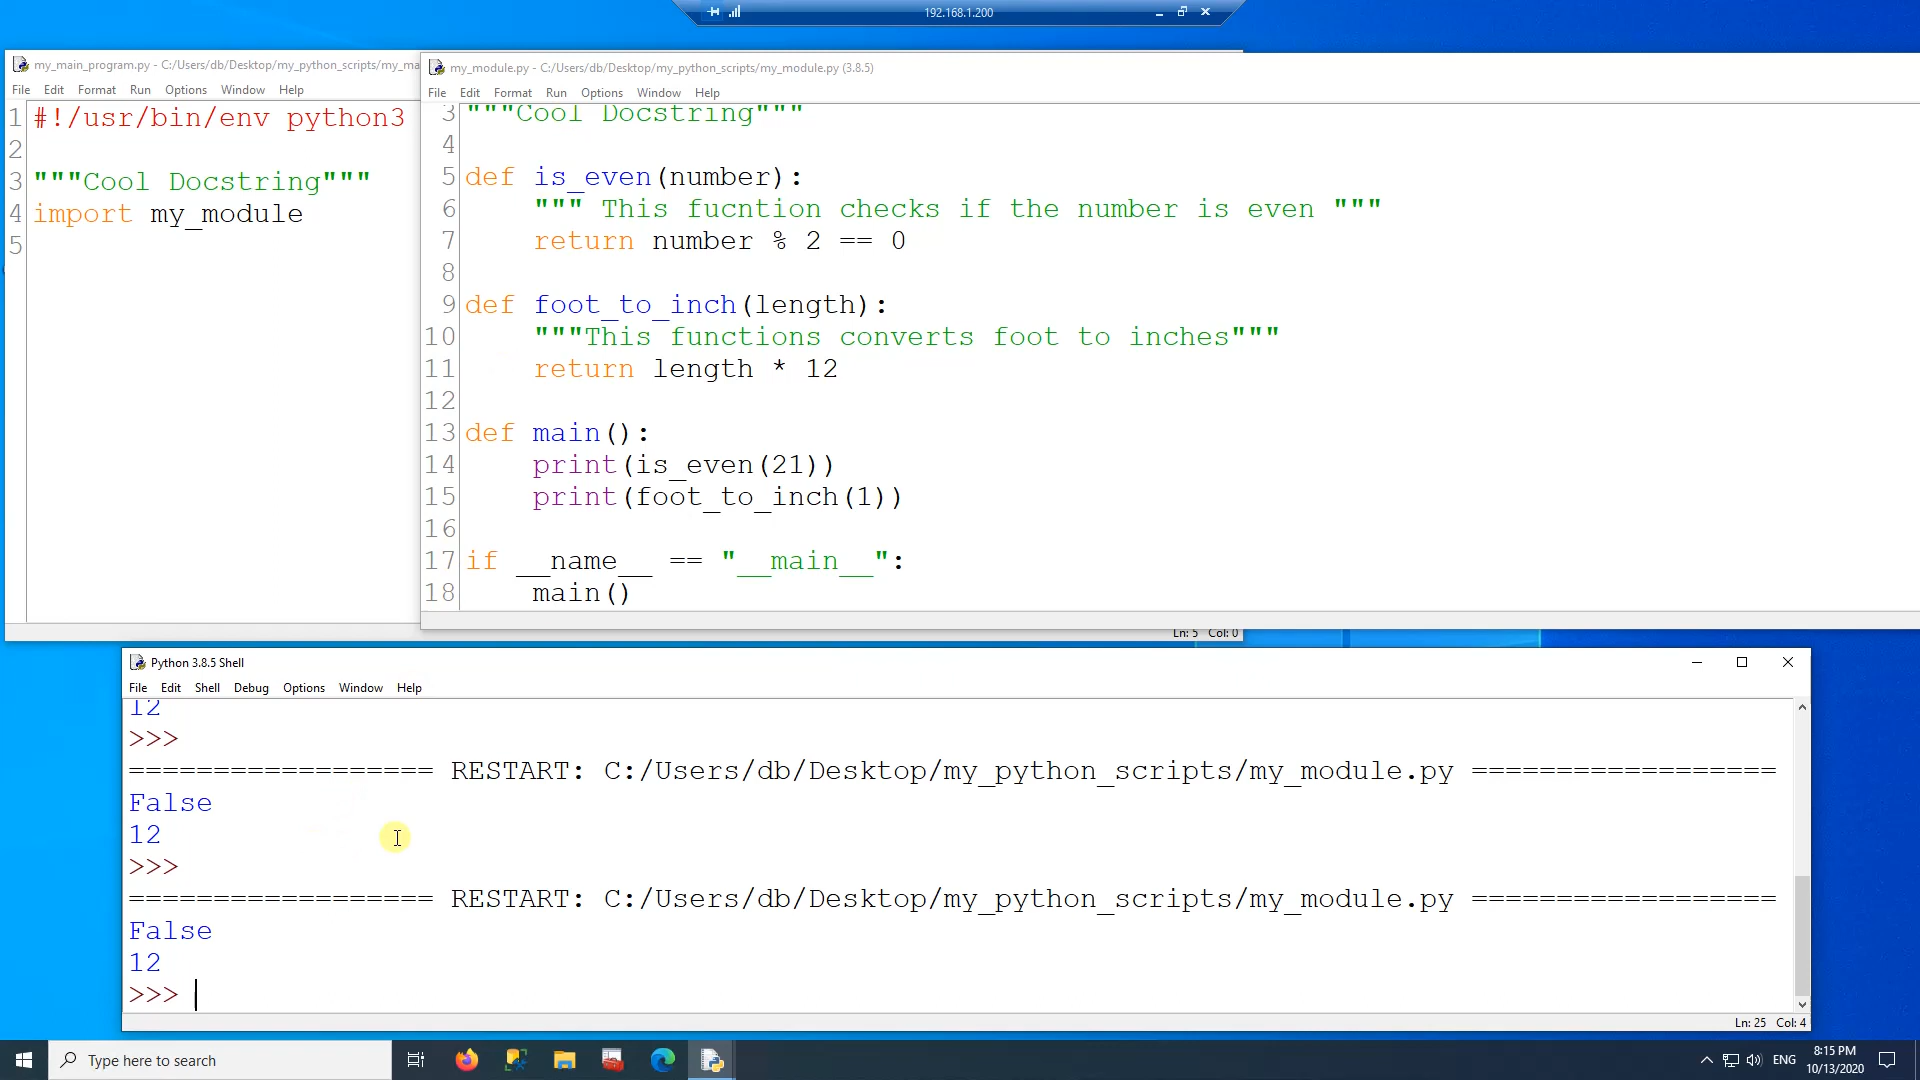 192.168.1.200
my_main_program.py - C:/Users/db/Desktop/my_python_scripts/my_ma
File Edit Format Run Options Window Help
1 #!/usr/bin/env python3
2
3 """Cool Docstring"""
4 import my_module
5
Ln: 5 Col: 0
my_module.py - C:/Users/db/Desktop/my_python_scripts/my_module.py (3.8.5)
File Edit Format Run Options Window Help
3 """Cool Docstring"""
4
5 def is_even(number):
6 """ This fucntion checks if the number is even """
7 return number % 2 == 0
8
9 def foot_to_inch(length):
10 """This functions converts foot to inches"""
11 return length * 12
12
13 def main():
14 print(is_even(21))
15 print(foot_to_inch(1))
16
17 if __name__ == "__main__":
18 main()
Python 3.8.5 Shell
File Edit Shell Debug Options Window Help
12
>>>
================== RESTART: C:/Users/db/Desktop/my_python_scripts/my_module.py ==================
False
12
>>>
================== RESTART: C:/Users/db/Desktop/my_python_scripts/my_module.py ==================
False
12
>>>
Ln: 25 Col: 4
Type here to search
ENG
8:15 PM
10/13/2020